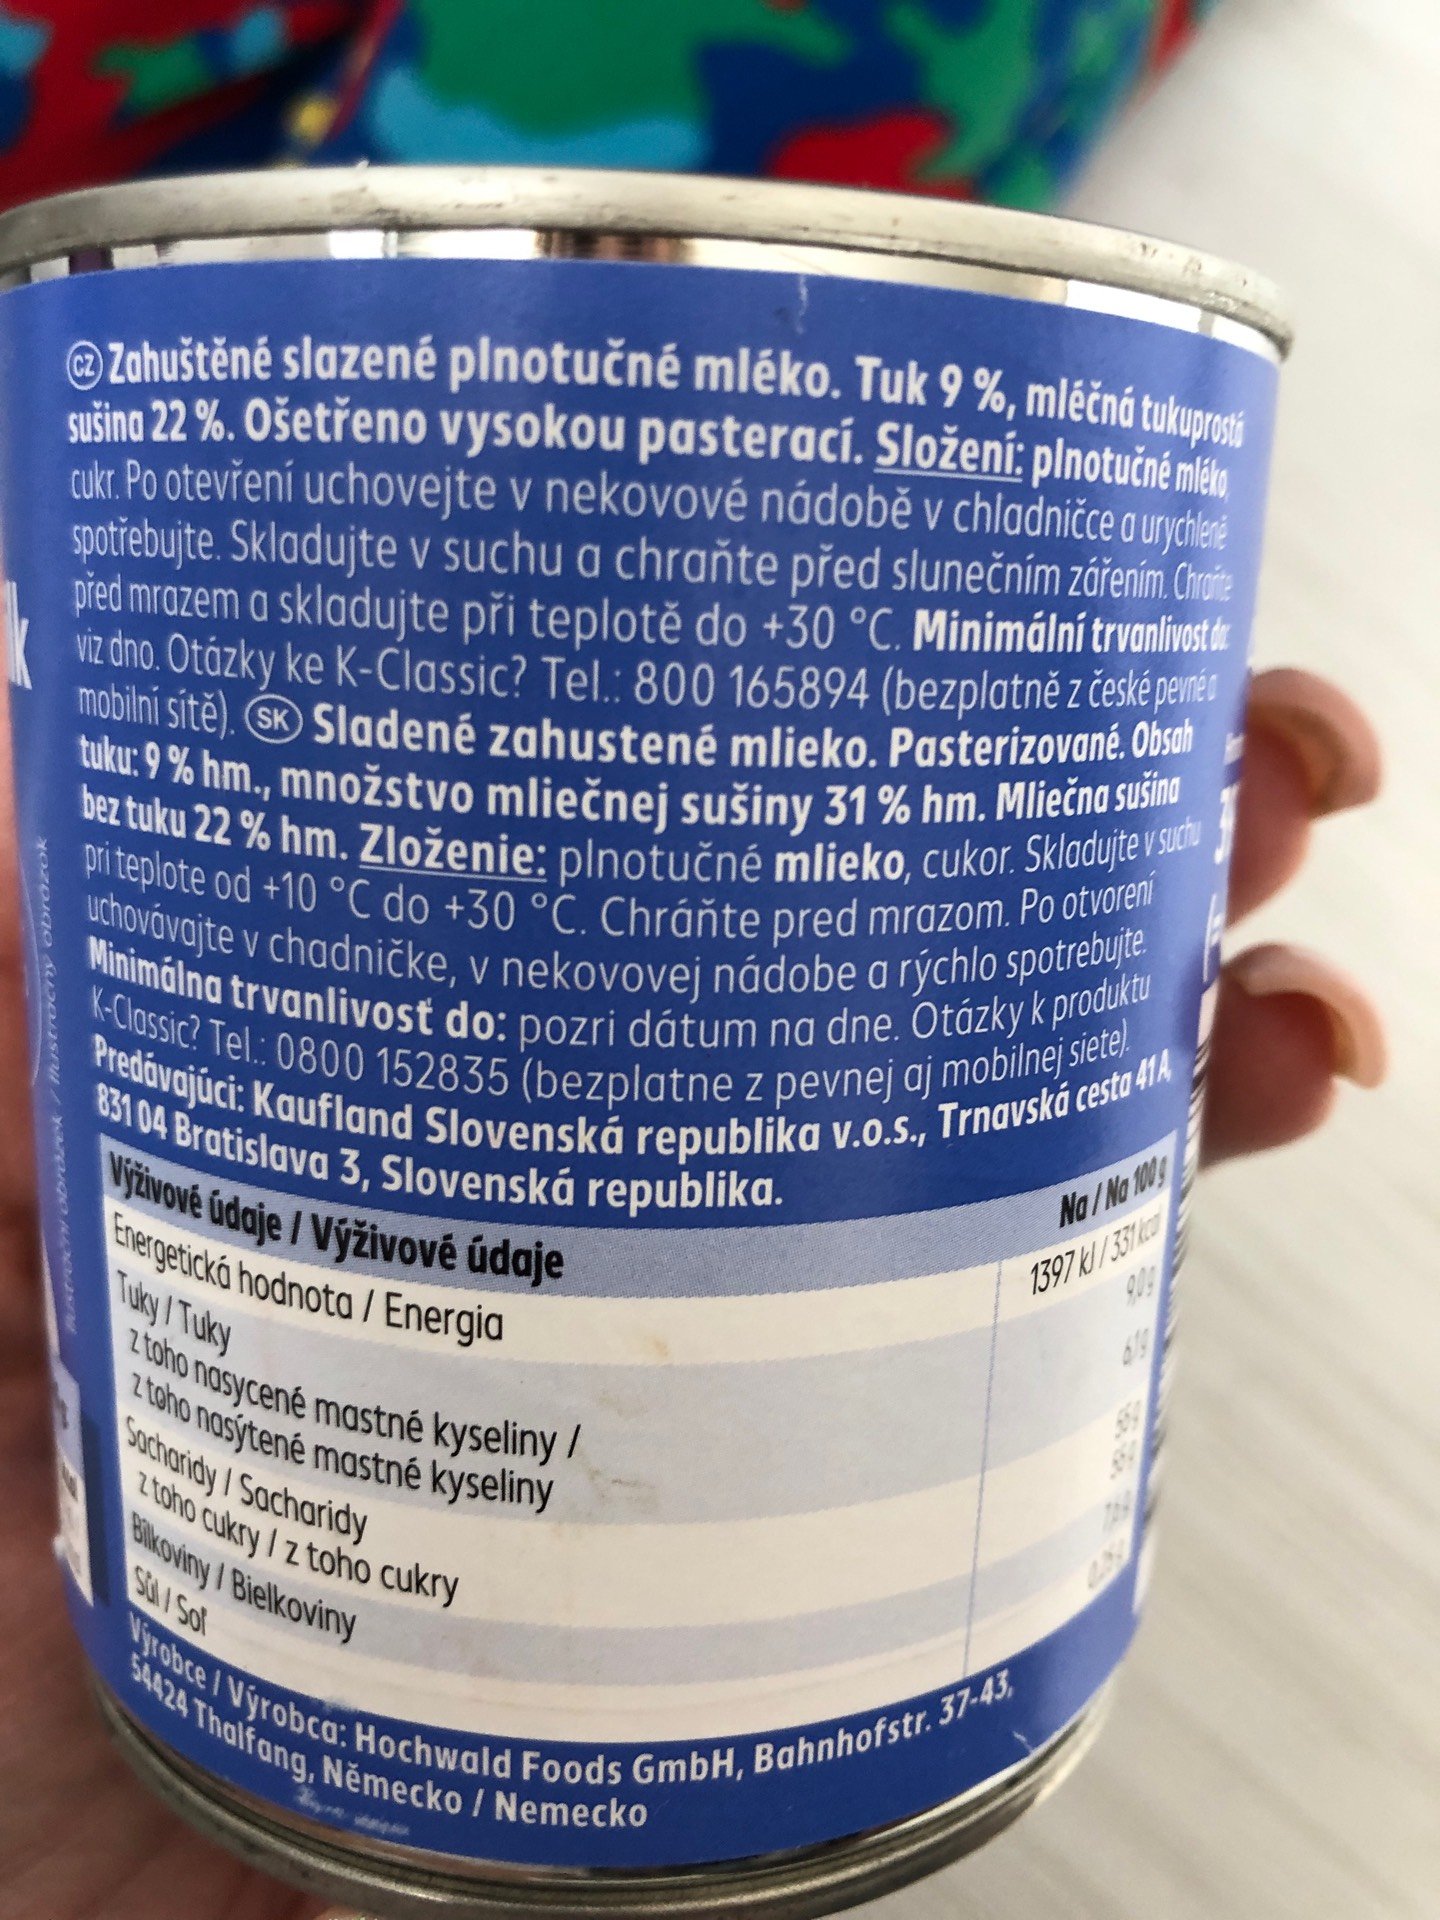 CZ Zahuštěné slazené plnotučné mléko. Tuk 9 %, mléčná tukuprostá
sušina 22 %. Ošetřeno vysokou pasterací. Složení: plnotučné mléko,
cukr. Po otevření uchovejte v nekovové nádobě v chladničce a urychleně
spotřebujte. Skladujte v suchu a chraňte před slunečním zářením. Chraňte
před mrazem a skladujte při teplotě do +30 °C. Minimální trvanlivost do:
viz dno. Otázky ke K-Classic? Tel.: 800 165894 (bezplatně z české pevné a
mobilní sítě). SK Sladené zahustené mlieko. Pasterizované. Obsah
tuku: 9 % hm., množstvo mliečnej sušiny 31 % hm. Mliečna sušina
bez tuku 22 % hm. Zloženie: plnotučné mlieko, cukor. Skladujte v suchu
pri teplote od +10 °C do +30 °C. Chráňte pred mrazom. Po otvorení
uchovávajte v chadničke, v nekovovej nádobe a rýchlo spotrebujte.
Minimálna trvanlivosť do: pozri dátum na dne. Otázky k produktu
K-Classic? Tel.: 0800 152835 (bezplatne z pevnej aj mobilnej siete).
Predávajúci: Kaufland Slovenská republika v.o.s., Trnavská cesta 41 A,
831 04 Bratislava 3, Slovenská republika.
Výživové údaje / Výživové údaje Na / Na 100 g
Energetická hodnota / Energia 1397 kJ / 331 kcal
Tuky / Tuky 9,0 g
z toho nasycené mastné kyseliny /
z toho nasýtené mastné kyseliny 6,1 g
Sacharidy / Sacharidy 55 g
z toho cukry / z toho cukry 55 g
Bílkoviny / Bielkoviny
Sůl / Soľ
Výrobce / Výrobca: Hochwald Foods GmbH, Bahnhofstr. 37-43,
54424 Thalfang, Německo / Nemecko
Ilustrační obrázek / Ilustračný obrázok